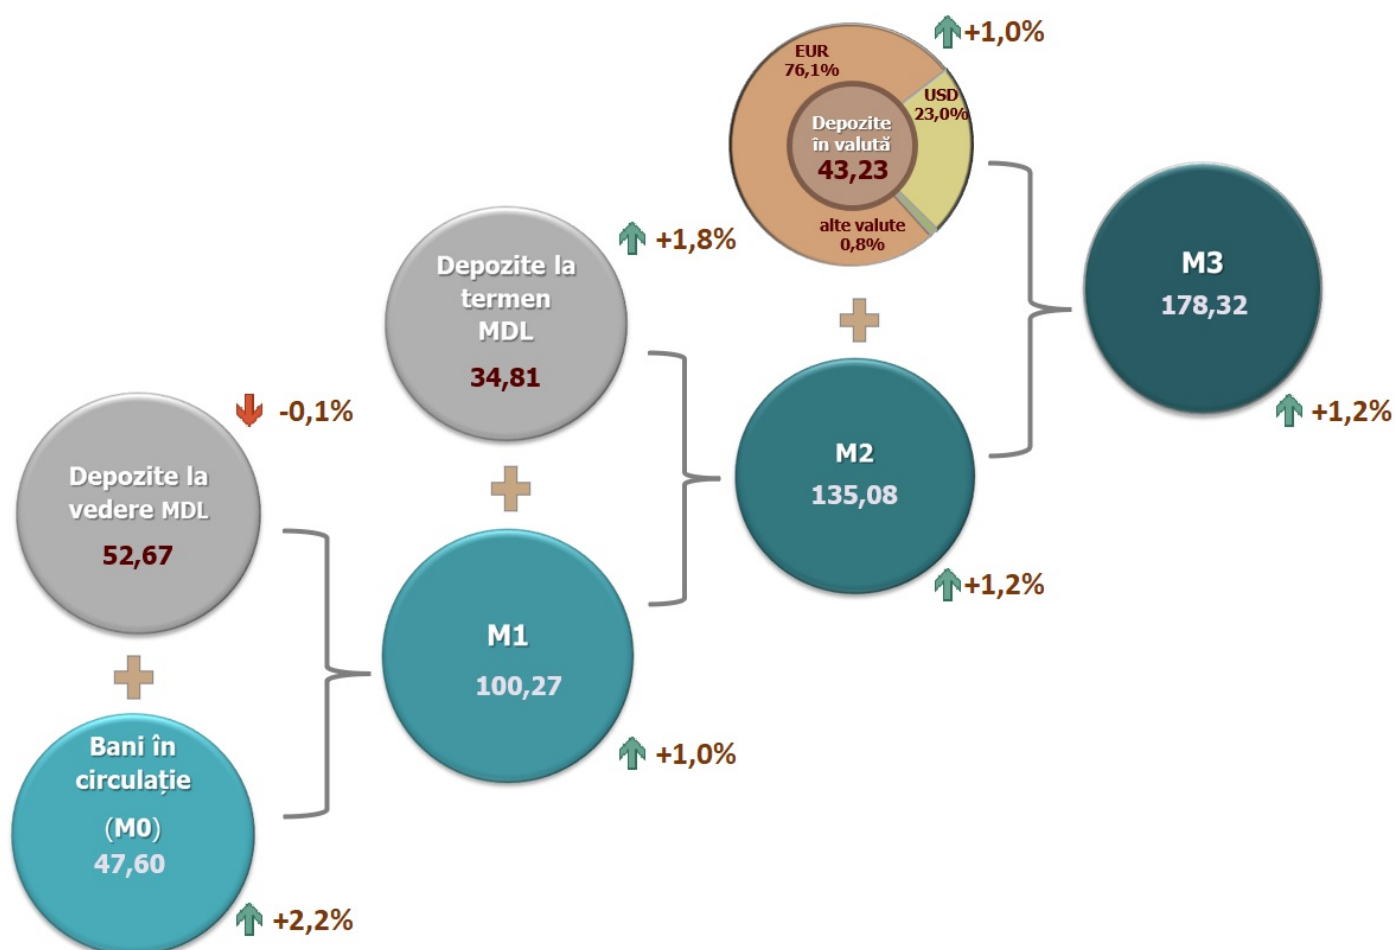 EUR
76,1%
+1,0%
USD
23,0%
Depozite
în valută
43,23
alte valute
0,8%
Depozite la
termen
MDL
34,81
+1,8%
M3
178,32
+1,2%
Depozite la
vedere MDL
52,67
-0,1%
M2
135,08
+1,2%
M1
100,27
+1,0%
Bani în
circulație
(M0)
47,60
+2,2%